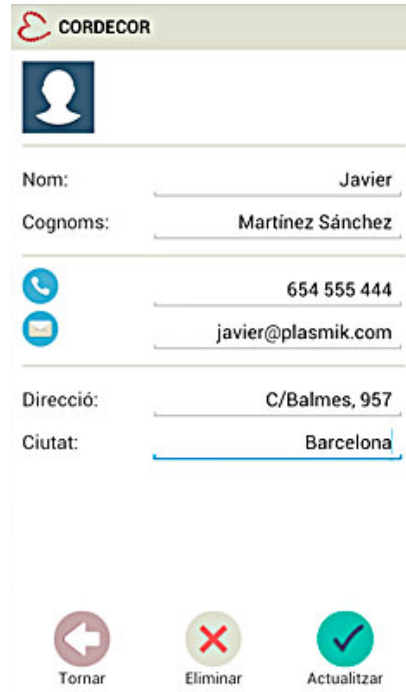 CORDECOR
Nom: Javier
Cognoms: Martínez Sánchez
654 555 444
javier@plasmik.com
Direcció: C/Balmes, 957
Ciutat: Barcelona
Tornar Eliminar Actualitzar